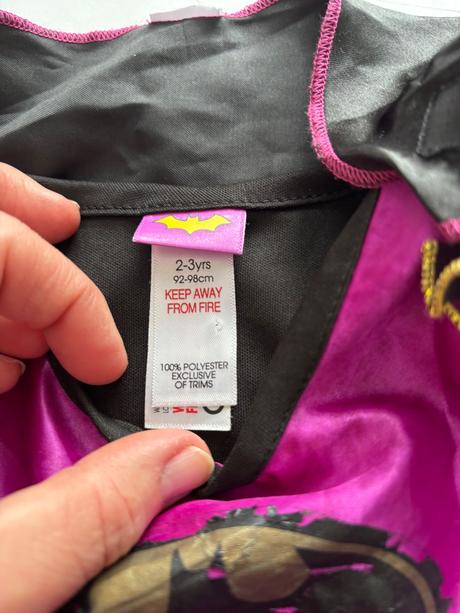 2-3yrs
92-98cm
KEEP AWAY
FROM FIRE
100% POLYESTER
EXCLUSIVE
OF TRIMS